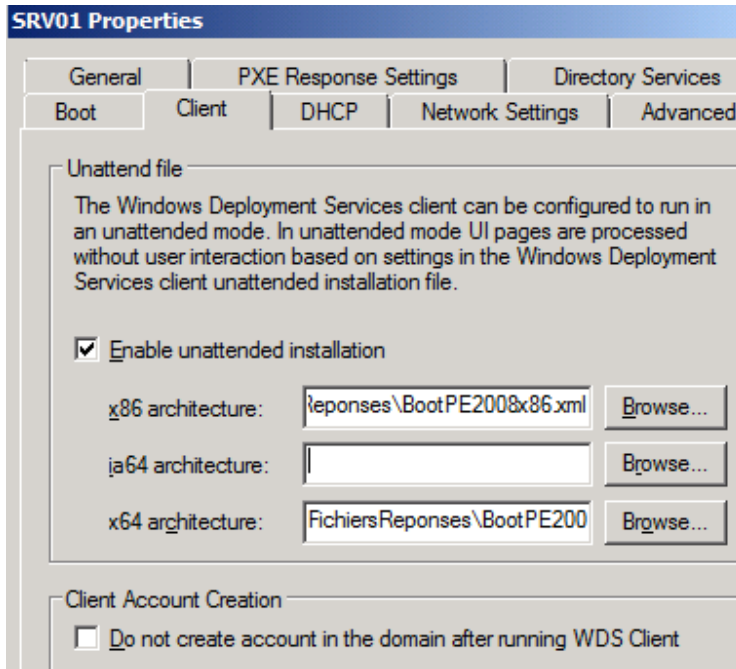 SRV01 Properties
General PXE Response Settings Directory Services
Boot Client DHCP Network Settings Advanced
Unattend file
The Windows Deployment Services client can be configured to run in
an unattended mode. In unattended mode UI pages are processed
without user interaction based on settings in the Windows Deployment
Services client unattended installation file.
Enable unattended installation
x86 architecture: Reponses\BootPE2008x86.xml Browse...
ia64 architecture: Browse...
x64 architecture: FichiersReponses\BootPE200 Browse...
Client Account Creation
Do not create account in the domain after running WDS Client